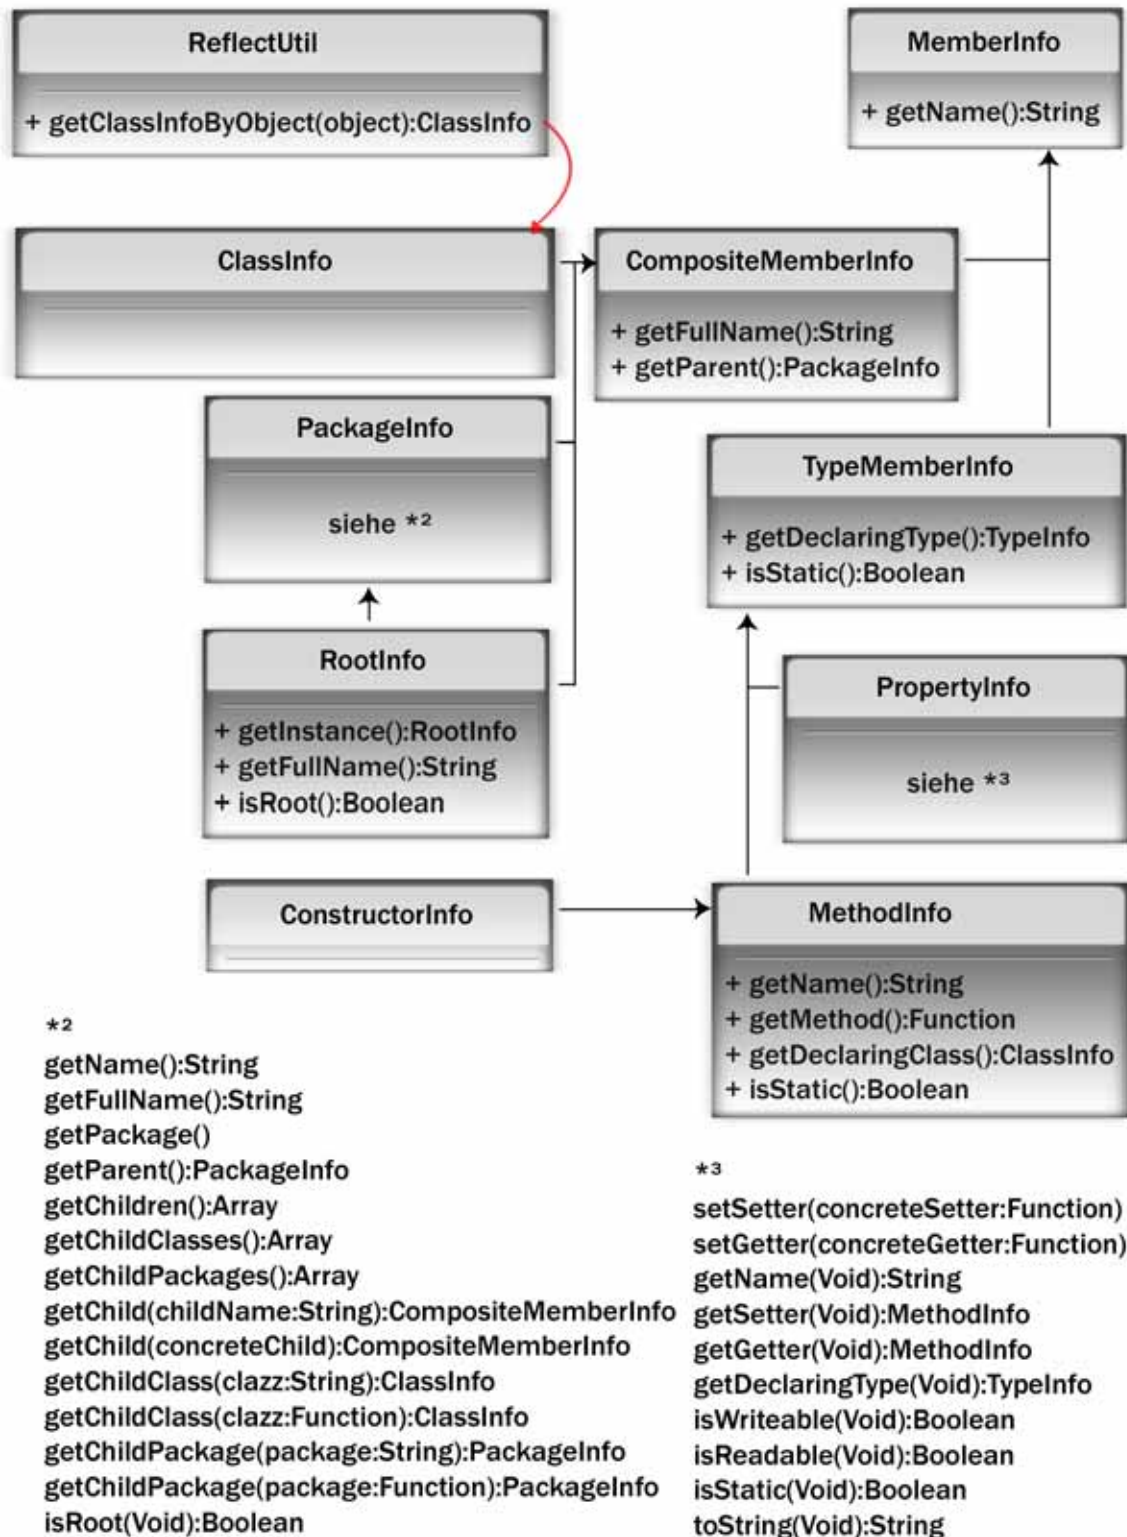 ReflectUtil
+ getClassInfoByObject(object):ClassInfo
MemberInfo
+ getName():String
ClassInfo
CompositeMemberInfo
+ getFullName():String
+ getParent():PackageInfo
PackageInfo
siehe *²
TypeMemberInfo
+ getDeclaringType():TypeInfo
+ isStatic():Boolean
RootInfo
+ getInstance():RootInfo
+ getFullName():String
+ isRoot():Boolean
PropertyInfo
siehe *³
ConstructorInfo
MethodInfo
+ getName():String
+ getMethod():Function
+ getDeclaringClass():ClassInfo
+ isStatic():Boolean
*²
getName():String
getFullName():String
getPackage()
getParent():PackageInfo
getChildren():Array
getChildClasses():Array
getChildPackages():Array
getChild(childName:String):CompositeMemberInfo
getChild(concreteChild):CompositeMemberInfo
getChildClass(clazz:String):ClassInfo
getChildClass(clazz:Function):ClassInfo
getChildPackage(package:String):PackageInfo
getChildPackage(package:Function):PackageInfo
isRoot(Void):Boolean
*³
setSetter(concreteSetter:Function)
setGetter(concreteGetter:Function)
getName(Void):String
getSetter(Void):MethodInfo
getGetter(Void):MethodInfo
getDeclaringType(Void):TypeInfo
isWriteable(Void):Boolean
isReadable(Void):Boolean
isStatic(Void):Boolean
toString(Void):String